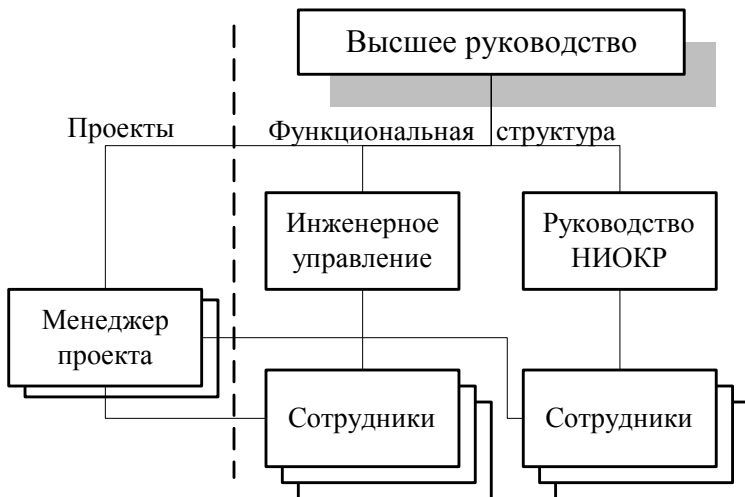 Высшее руководство
Проекты
Функциональная структура
Инженерное
управление
Руководство
НИОКР
Менеджер
проекта
Сотрудники
Сотрудники